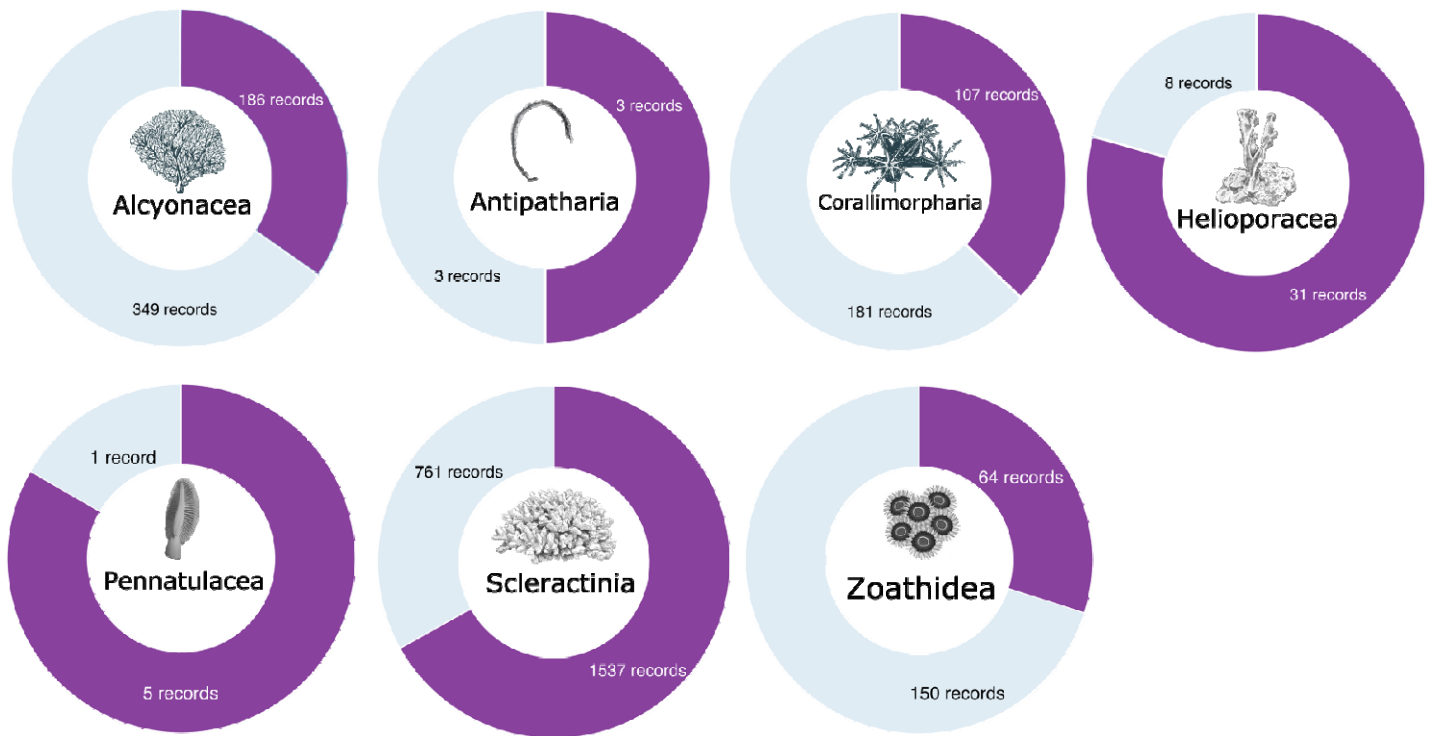 186 records
Alcyonacea
349 records
3 records
Antipatharia
3 records
107 records
Corallimorpharia
181 records
8 records
Helioporacea
31 records
1 record
Pennatulacea
5 records
761 records
Scleractinia
1537 records
64 records
Zoathidea
150 records